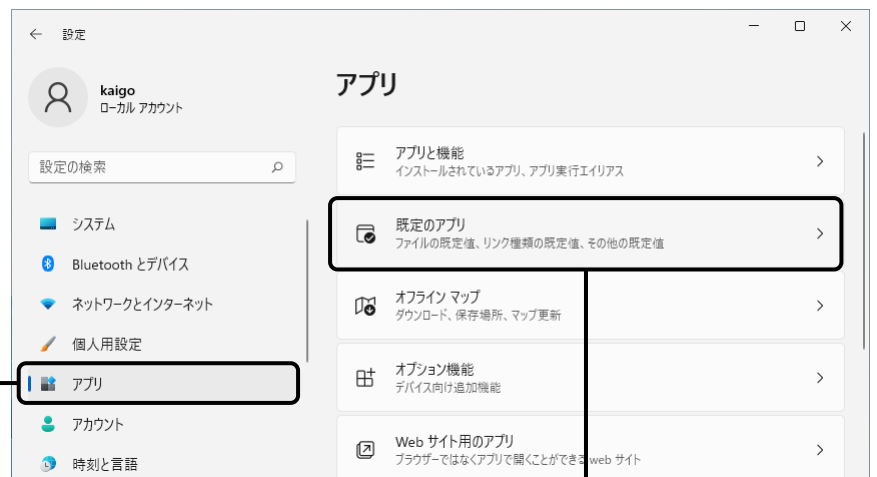 設定
kaigo
ローカル アカウント
設定の検索
システム
Bluetooth とデバイス
ネットワークとインターネット
個人用設定
アプリ
アカウント
時刻と言語
アプリ
アプリと機能
インストールされているアプリ、アプリ実行エイリアス
既定のアプリ
ファイルの既定値、リンク種類の既定値、その他の既定値
オフライン マップ
ダウンロード、保存場所、マップ更新
オプション機能
デバイス向け追加機能
Web サイト用のアプリ
ブラウザーではなくアプリで開くことができる web サイト